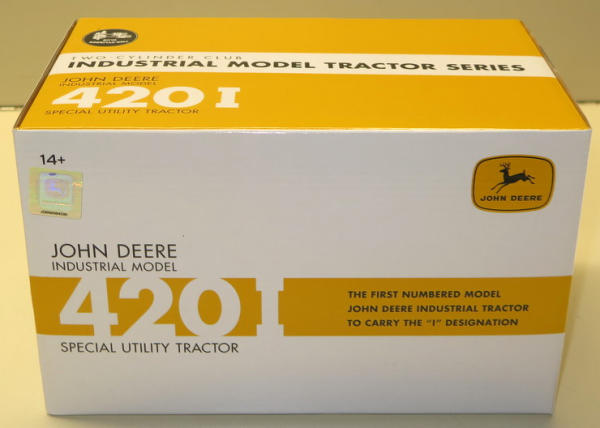 TWO-CYLINDER CLUB
INDUSTRIAL MODEL TRACTOR SERIES
JOHN DEERE
INDUSTRIAL MODEL
420 I
SPECIAL UTILITY TRACTOR
14+
JOHN DEERE
JOHN DEERE
INDUSTRIAL MODEL
420 I
SPECIAL UTILITY TRACTOR
THE FIRST NUMBERED MODEL
JOHN DEERE INDUSTRIAL TRACTOR
TO CARRY THE "I" DESIGNATION